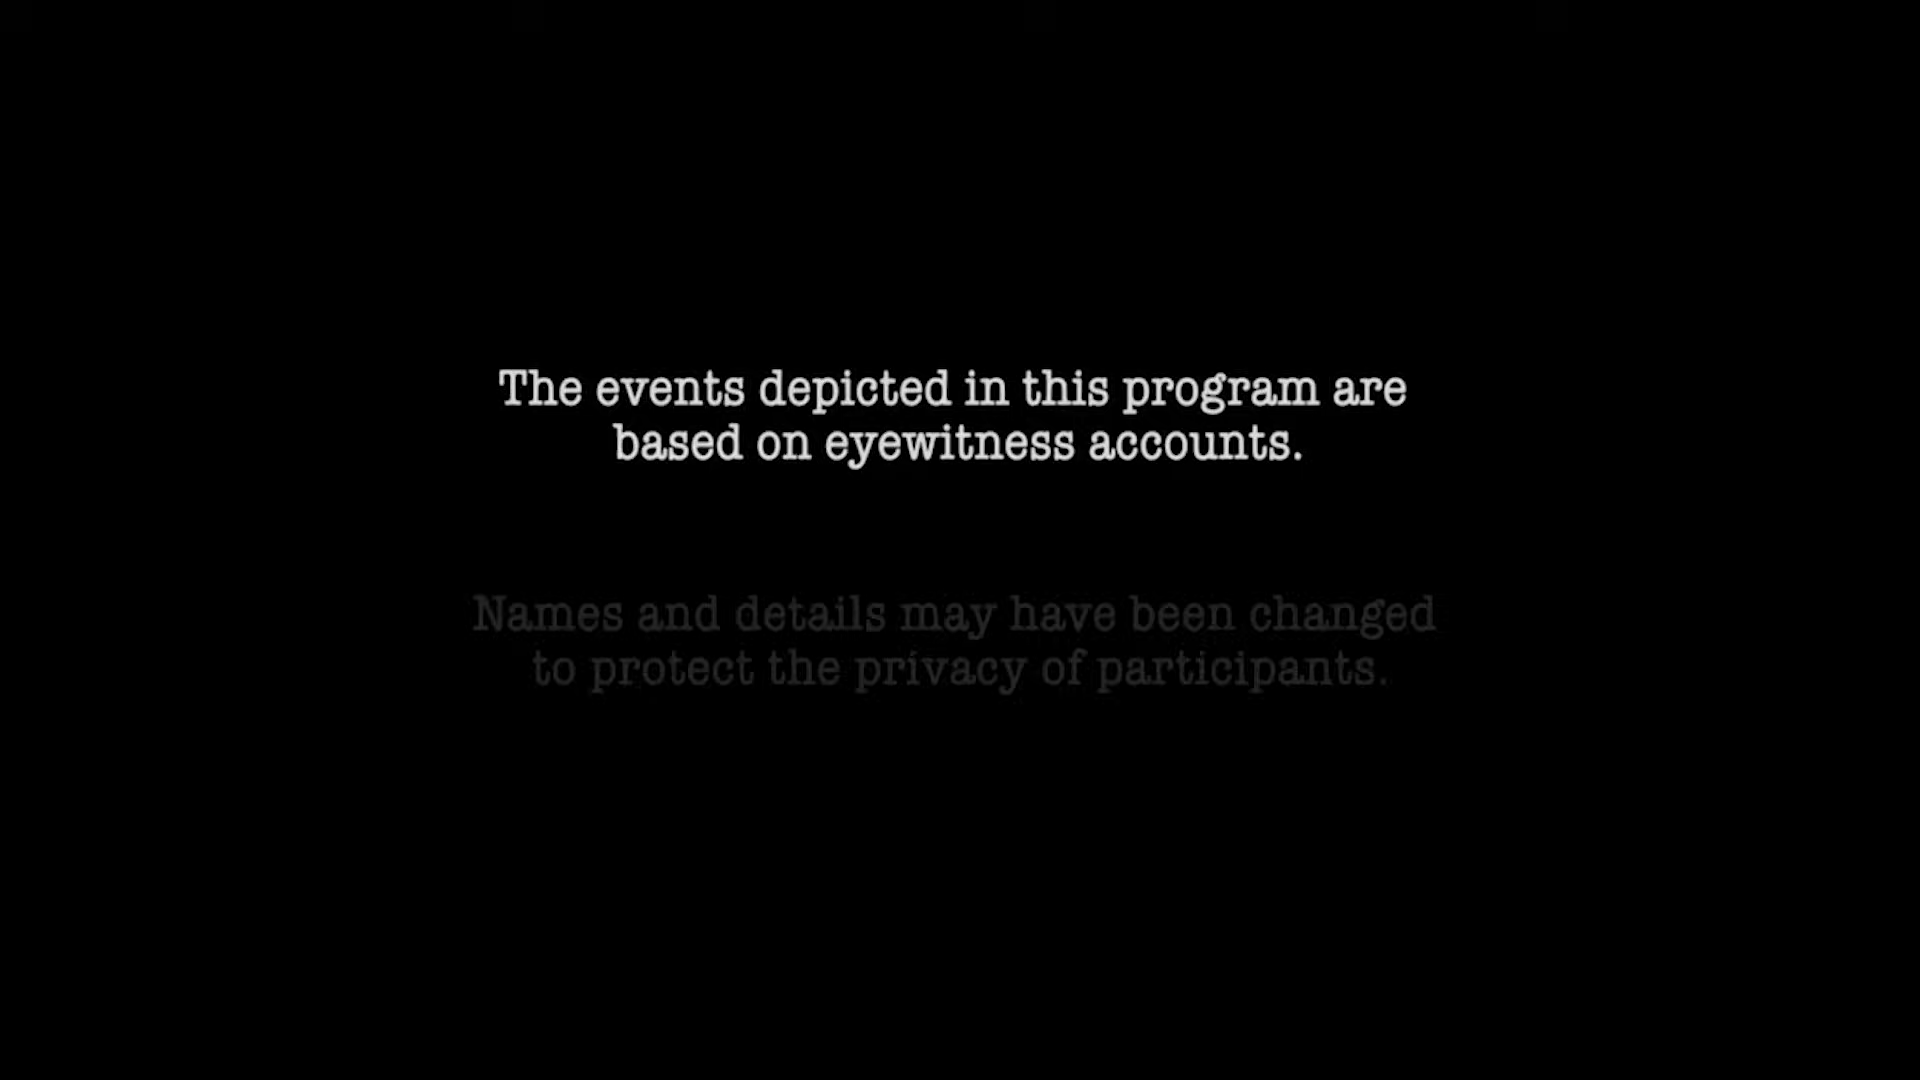 The events depicted in this program are
based on eyewitness accounts.
Names and details may have been changed
to protect the privacy of participants.